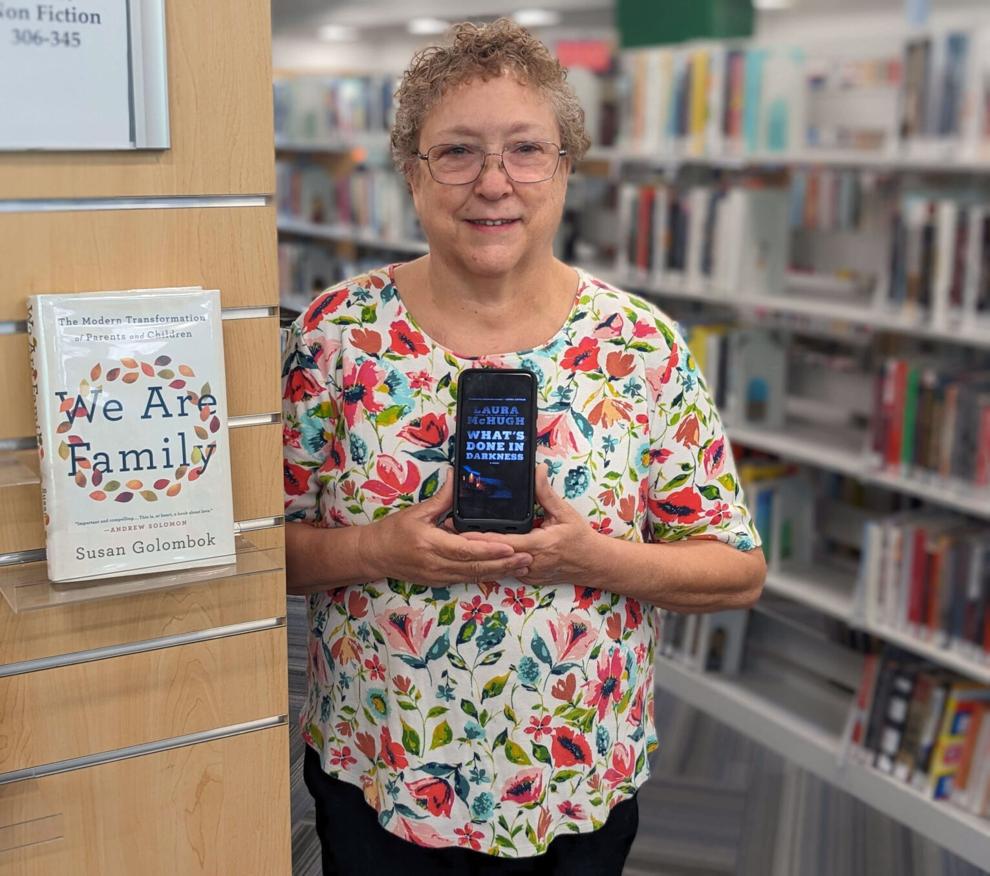 Non Fiction
306-345
The Modern Transformation
of Parents and Children
We Are
Family
"Important and compelling.... This is, at heart, a book about love."
—ANDREW SOLOMON
Susan Golombok
LAURA
McHUGH
WHAT'S
DONE IN
DARKNESS